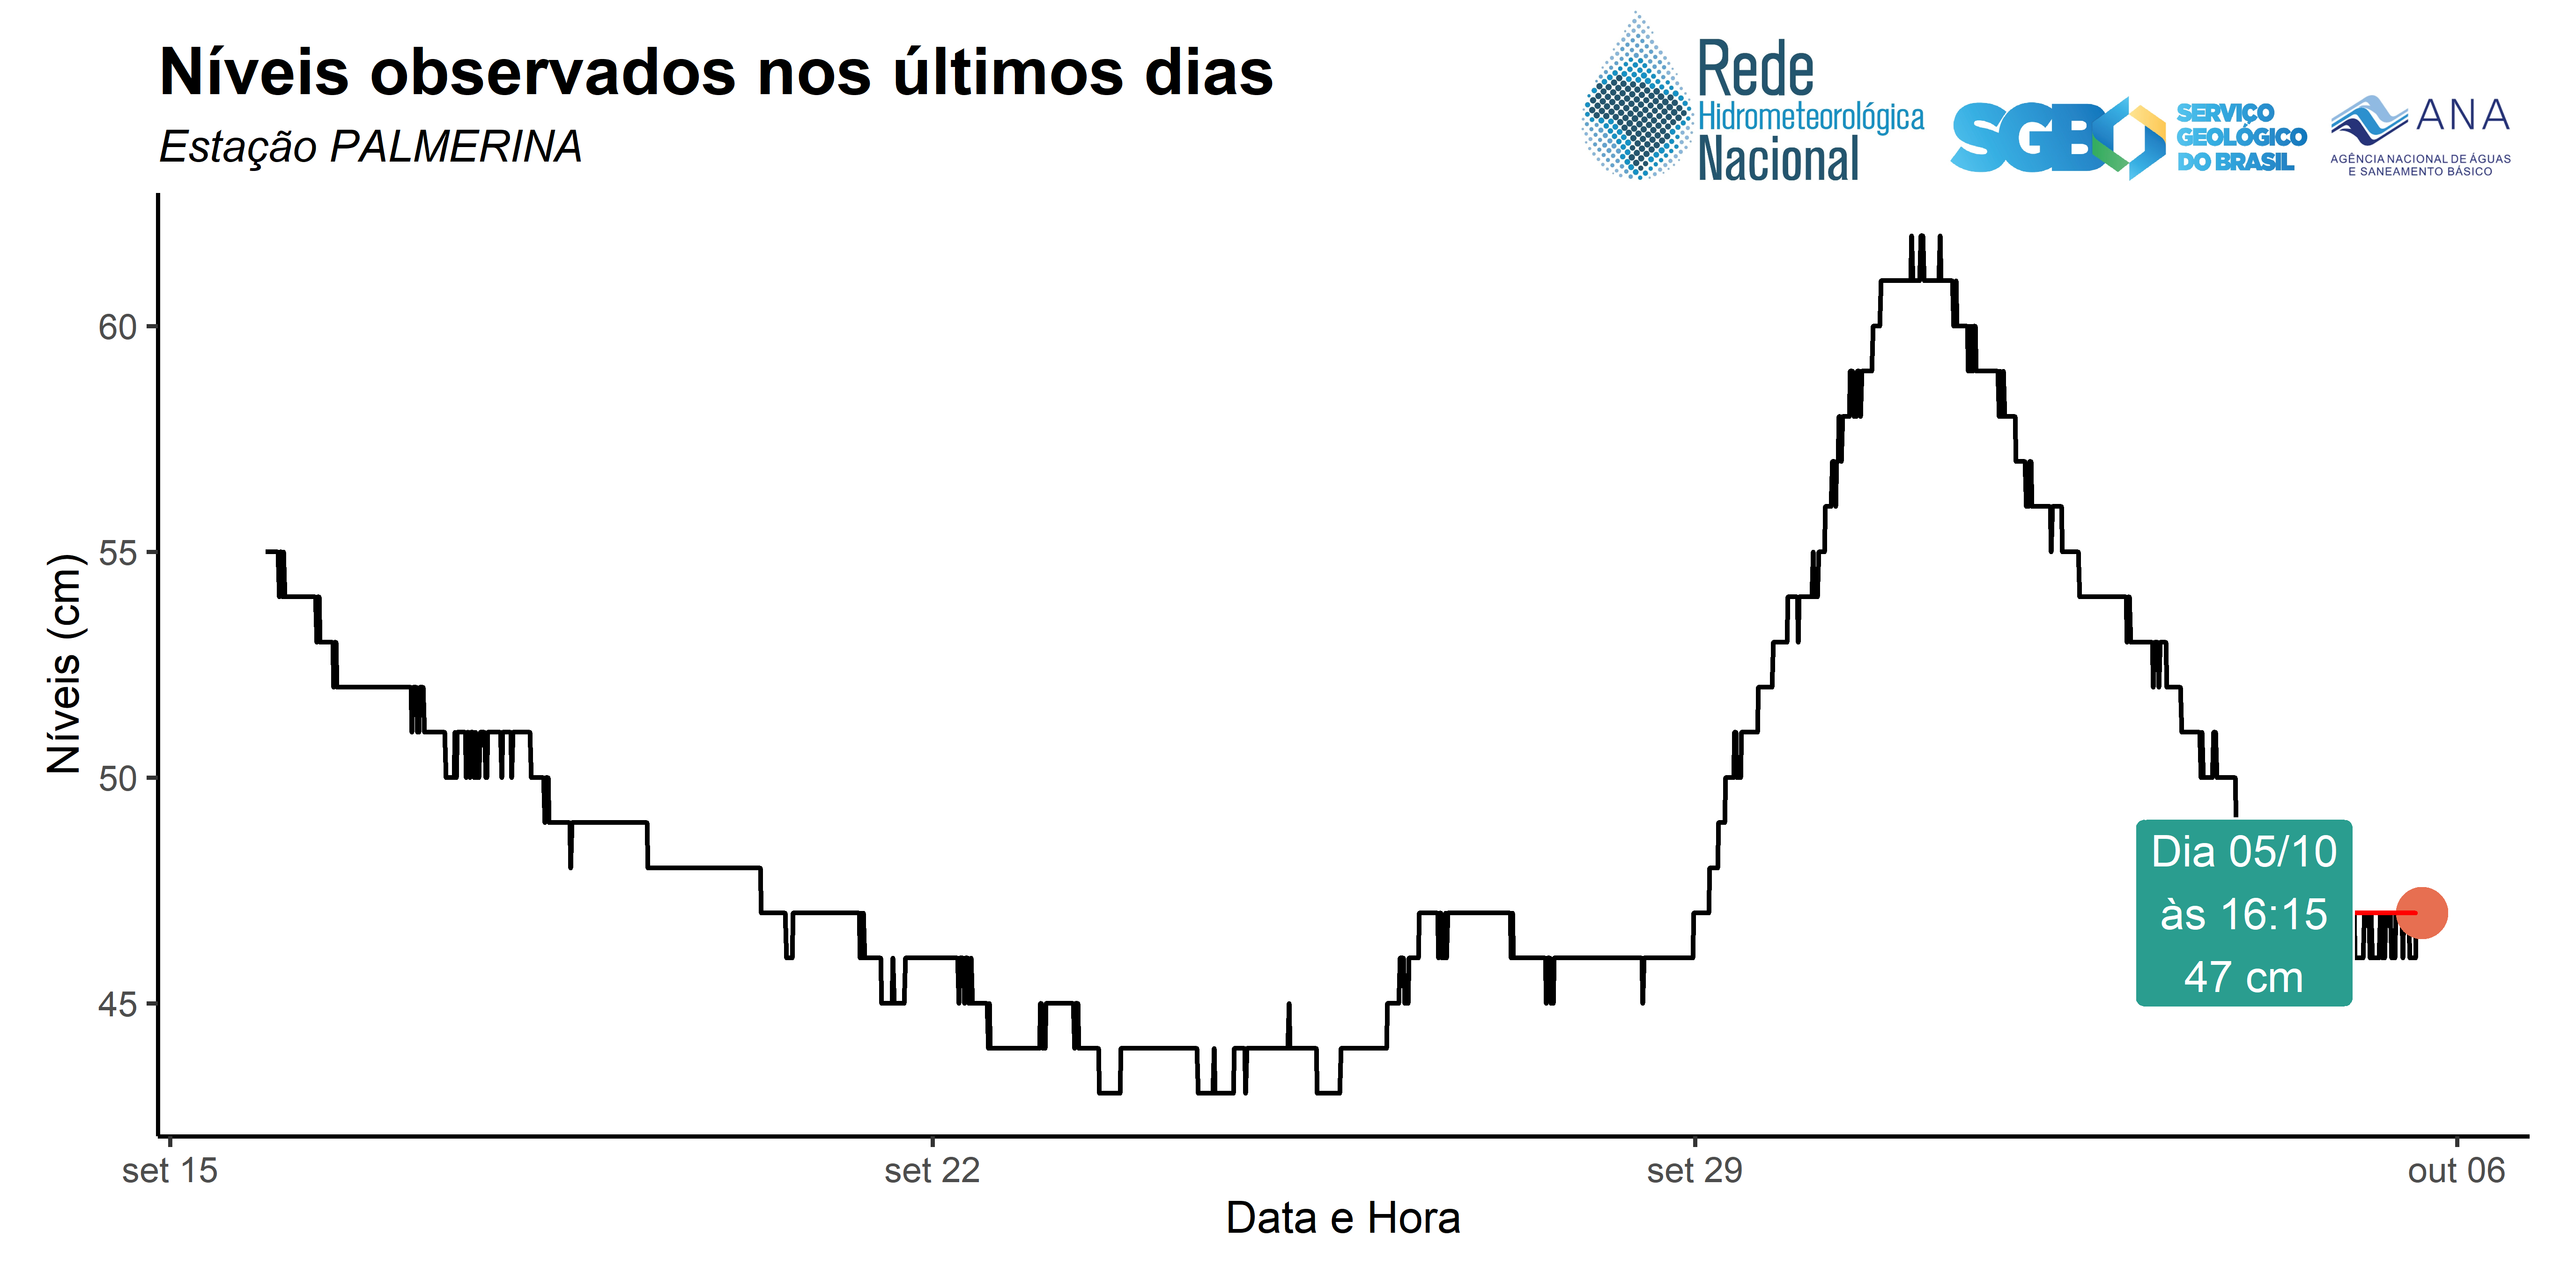 Níveis observados nos últimos dias
Estação PALMERINA
Rede
Hidrometeorológica
Nacional
SGB
SERVIÇO
GEOLÓGICO
DO BRASIL
ANA
AGÊNCIA NACIONAL DE ÁGUAS
E SANEAMENTO BÁSICO
Níveis (cm)
60
55
50
45
Dia 05/10
às 16:15
47 cm
set 15
set 22
set 29
out 06
Data e Hora